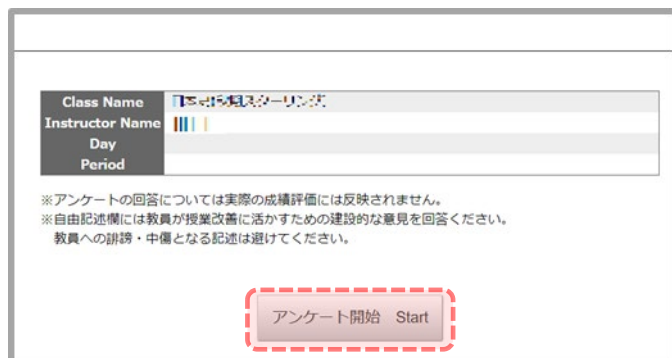 Class Name
Instructor Name
Day
Period
※アンケートの回答については実際の成績評価には反映されません。
※自由記述欄には教員が授業改善に活かすための建設的な意見を回答ください。
教員への誹謗・中傷となる記述は避けてください。
アンケート開始 Start